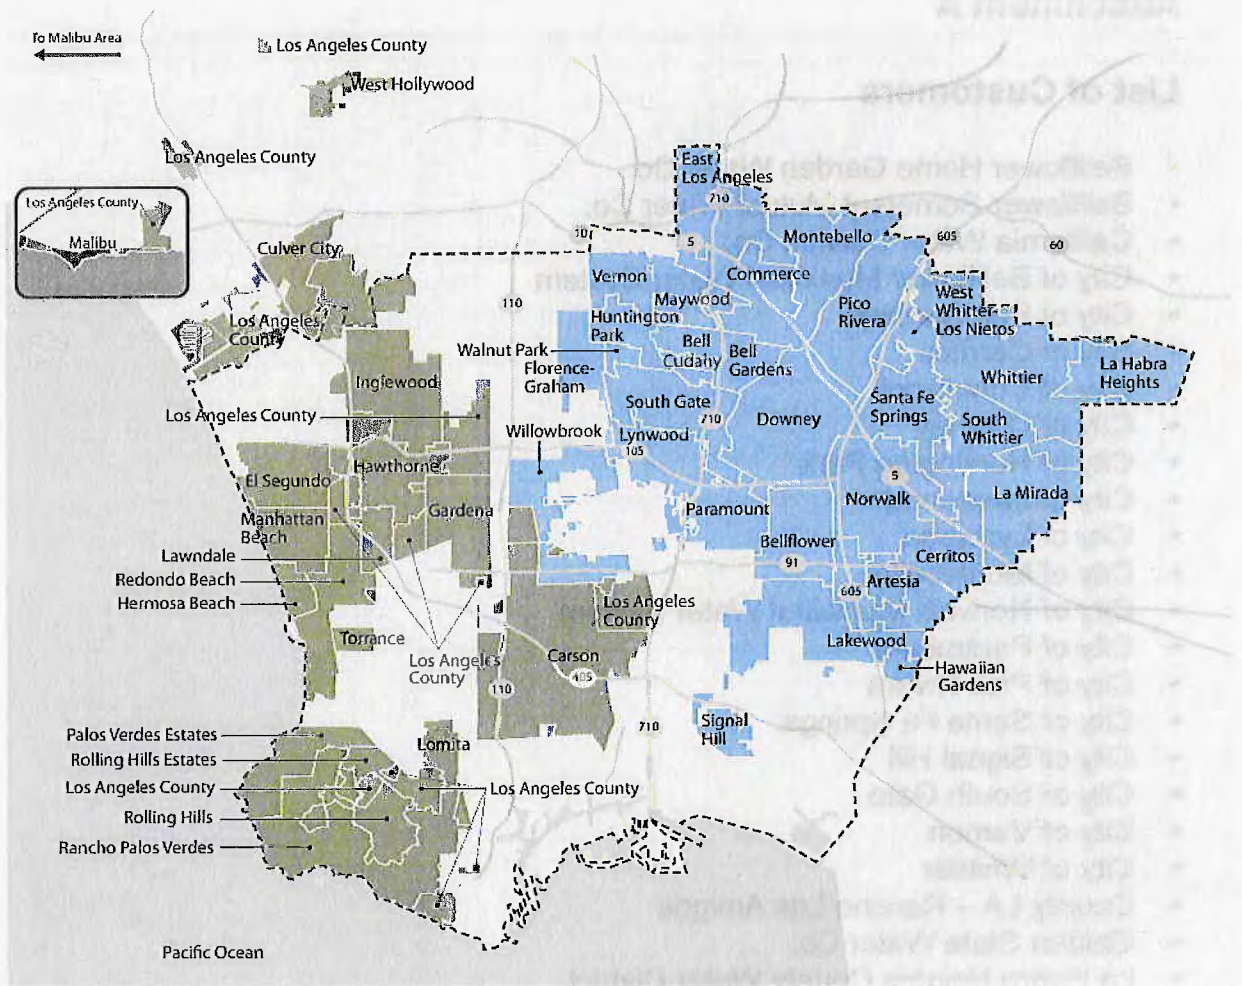 To Malibu Area
Los Angeles County
West Hollywood
Los Angeles County
Los Angeles County
Malibu
Culver City
Los Angeles
County
Inglewood
Los Angeles County
Hawthorne
El Segundo
Gardena
Manhattan
Beach
Lawndale
Redondo Beach
Hermosa Beach
Torrance
Los Angeles
County
Carson
Los Angeles
County
Palos Verdes Estates
Rolling Hills Estates
Los Angeles County
Rolling Hills
Rancho Palos Verdes
Lomita
Los Angeles County
Pacific Ocean
East
Los Angeles
710
10
5
605
60
110
Montebello
Vernon
Commerce
Maywood
Huntington
Park
Pico
Rivera
West
Whitter-
Los Nietos
Walnut Park
Florence-
Graham
Bell
Cudahy
Bell
Gardens
Whittier
La Habra
Heights
South Gate
710
Downey
Santa Fe
Springs
South
Whittier
Willowbrook
Lynwood
105
5
Norwalk
La Mirada
Paramount
Bellflower
91
Cerritos
Artesia
605
Lakewood
Hawaiian
Gardens
Signal
Hill
405
110
710
List of Customers